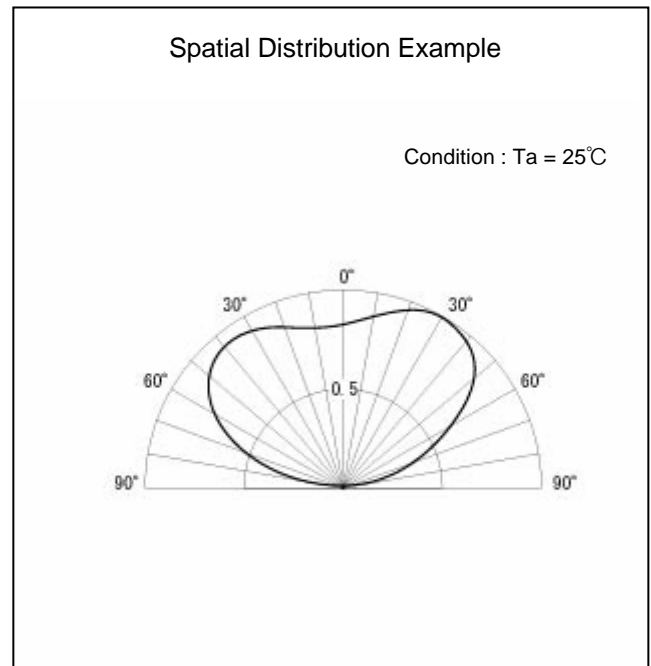 Spatial Distribution Example
Condition : Ta = 25℃
0°
30° 30°
60° 60°
0.5
90° 90°